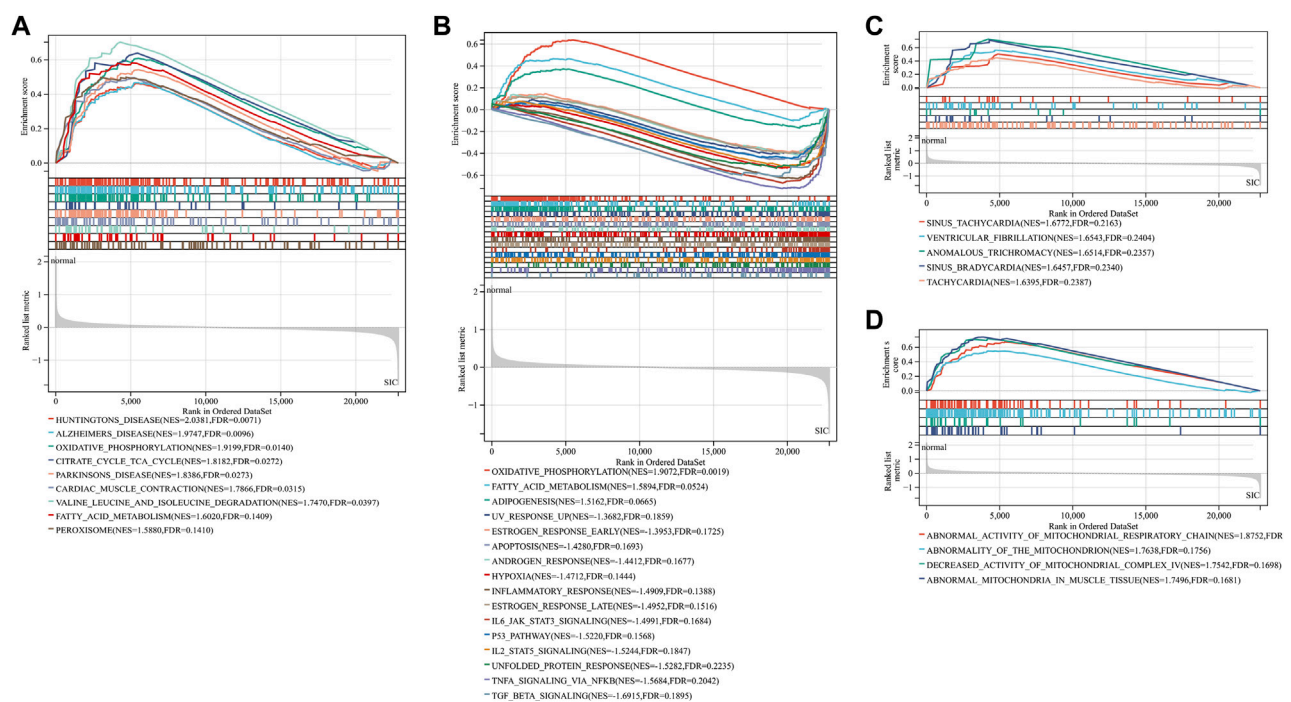 A
Enrichment score
0.6
0.4
0.2
0.0
normal
Ranked list metric
2
1
0
−1
SIC
0
5,000
10,000
15,000
20,000
Rank in Ordered DataSet
HUNTINGTONS_DISEASE(NES=2.0381,FDR=0.0071)
ALZHEIMERS_DISEASE(NES=1.9747,FDR=0.0096)
OXIDATIVE_PHOSPHORYLATION(NES=1.9199,FDR=0.0140)
CITRATE_CYCLE_TCA_CYCLE(NES=1.8182,FDR=0.0272)
PARKINSONS_DISEASE(NES=1.8386,FDR=0.0273)
CARDIAC_MUSCLE_CONTRACTION(NES=1.7866,FDR=0.0315)
VALINE_LEUCINE_AND_ISOLEUCINE_DEGRADATION(NES=1.7470,FDR=0.0397)
FATTY_ACID_METABOLISM(NES=1.6020,FDR=0.1409)
PEROXISOME(NES=1.5880,FDR=0.1410)
B
Enrichment score
0.6
0.4
0.2
0.0
−0.2
−0.4
−0.6
normal
Ranked list metric
2
1
0
−1
SIC
0
5,000
10,000
15,000
20,000
Rank in Ordered DataSet
OXIDATIVE_PHOSPHORYLATION(NES=1.9072,FDR=0.0019)
FATTY_ACID_METABOLISM(NES=1.5894,FDR=0.0524)
ADIPOGENESIS(NES=1.5162,FDR=0.0665)
UV_RESPONSE_UP(NES=-1.3682,FDR=0.1859)
ESTROGEN_RESPONSE_EARLY(NES=-1.3953,FDR=0.1725)
APOPTOSIS(NES=-1.4280,FDR=0.1693)
ANDROGEN_RESPONSE(NES=-1.4412,FDR=0.1677)
HYPOXIA(NES=-1.4712,FDR=0.1444)
INFLAMMATORY_RESPONSE(NES=-1.4909,FDR=0.1388)
ESTROGEN_RESPONSE_LATE(NES=-1.4952,FDR=0.1516)
IL6_JAK_STAT3_SIGNALING(NES=-1.4991,FDR=0.1684)
P53_PATHWAY(NES=-1.5220,FDR=0.1568)
IL2_STAT5_SIGNALING(NES=-1.5244,FDR=0.1847)
UNFOLDED_PROTEIN_RESPONSE(NES=-1.5282,FDR=0.2235)
TNFA_SIGNALING_VIA_NFKB(NES=-1.5684,FDR=0.2042)
TGF_BETA_SIGNALING(NES=-1.6915,FDR=0.1895)
C
Enrichment
score
0.6
0.4
0.2
0.0
normal
Ranked list
metric
2
1
0
−1
SIC
0
5,000
10,000
15,000
20,000
Rank in Ordered DataSet
SINUS_TACHYCARDIA(NES=1.6772,FDR=0.2163)
VENTRICULAR_FIBRILLATION(NES=1.6543,FDR=0.2404)
ANOMALOUS_TRICHROMACY(NES=1.6514,FDR=0.2357)
SINUS_BRADYCARDIA(NES=1.6457,FDR=0.2340)
TACHYCARDIA(NES=1.6395,FDR=0.2387)
D
Enrichment s
core
0.6
0.4
0.2
0.0
Ranked list
metric
2
1
0
−1
SIC
0
5,000
10,000
15,000
20,000
Rank in Ordered DataSet
ABNORMAL_ACTIVITY_OF_MITOCHONDRIAL_RESPIRATORY_CHAIN(NES=1.8752,FDR
ABNORMALITY_OF_THE_MITOCHONDRION(NES=1.7638,FDR=0.1756)
DECREASED_ACTIVITY_OF_MITOCHONDRIAL_COMPLEX_IV(NES=1.7542,FDR=0.1698)
ABNORMAL_MITOCHONDRIA_IN_MUSCLE_TISSUE(NES=1.7496,FDR=0.1681)